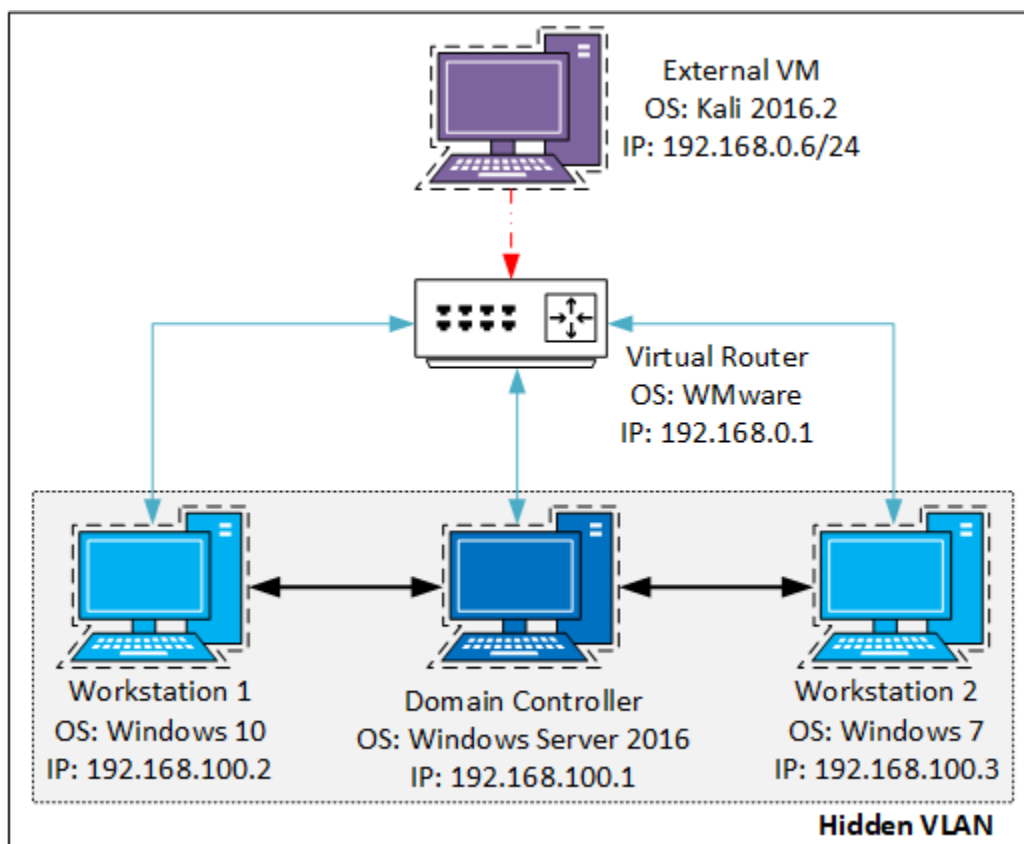 External VM
OS: Kali 2016.2
IP: 192.168.0.6/24
Virtual Router
OS: WMware
IP: 192.168.0.1
Workstation 1
OS: Windows 10
IP: 192.168.100.2
Domain Controller
OS: Windows Server 2016
IP: 192.168.100.1
Workstation 2
OS: Windows 7
IP: 192.168.100.3
Hidden VLAN